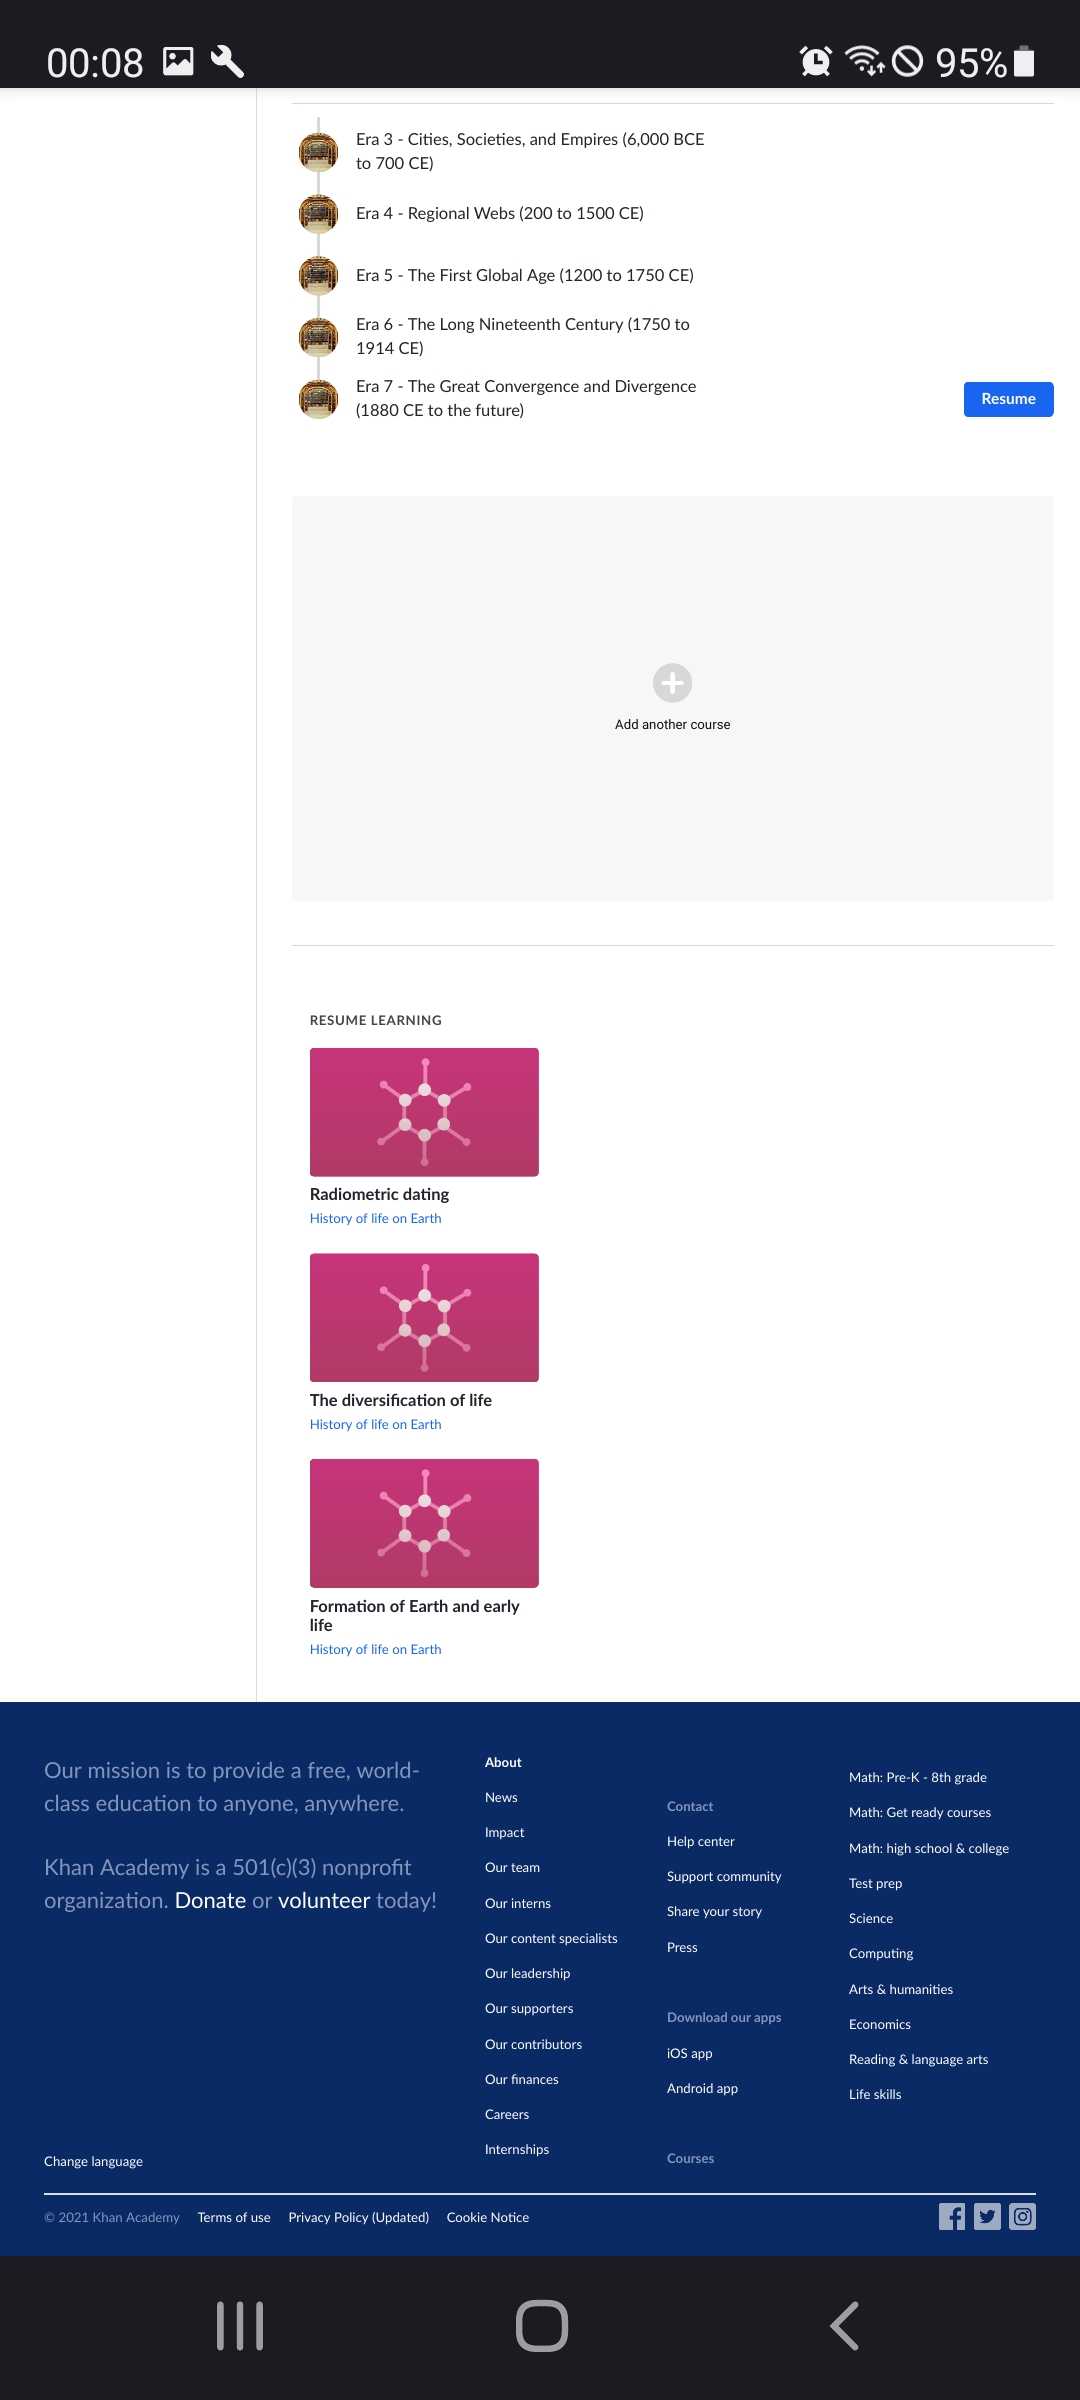 00:08
95%
Era 3 - Cities, Societies, and Empires (6,000 BCE
to 700 CE)
Era 4 - Regional Webs (200 to 1500 CE)
Era 5 - The First Global Age (1200 to 1750 CE)
Era 6 - The Long Nineteenth Century (1750 to
1914 CE)
Era 7 - The Great Convergence and Divergence
(1880 CE to the future)
Resume
Add another course
RESUME LEARNING
Radiometric dating
History of life on Earth
The diversification of life
History of life on Earth
Formation of Earth and early
life
History of life on Earth
Our mission is to provide a free, world-
class education to anyone, anywhere.
Khan Academy is a 501(c)(3) nonprofit
organization. Donate or volunteer today!
Change language
About
News
Impact
Our team
Our interns
Our content specialists
Our leadership
Our supporters
Our contributors
Our finances
Careers
Internships
Contact
Help center
Support community
Share your story
Press
Download our apps
iOS app
Android app
Courses
Math: Pre-K - 8th grade
Math: Get ready courses
Math: high school & college
Test prep
Science
Computing
Arts & humanities
Economics
Reading & language arts
Life skills
© 2021 Khan Academy
Terms of use
Privacy Policy (Updated)
Cookie Notice